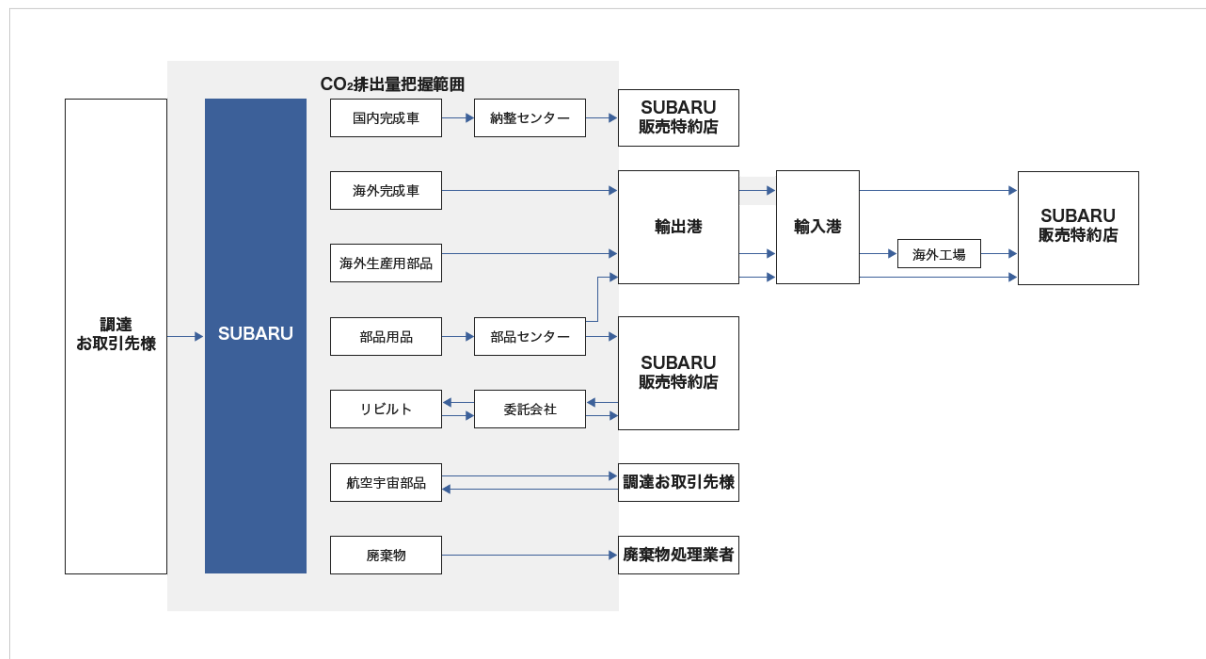 CO₂排出量把握範囲
調達
お取引先様
SUBARU
国内完成車
納整センター
SUBARU
販売特約店
海外完成車
輸出港
輸入港
SUBARU
販売特約店
海外生産用部品
海外工場
部品用品
部品センター
SUBARU
販売特約店
リビルト
委託会社
航空宇宙部品
調達お取引先様
廃棄物
廃棄物処理業者